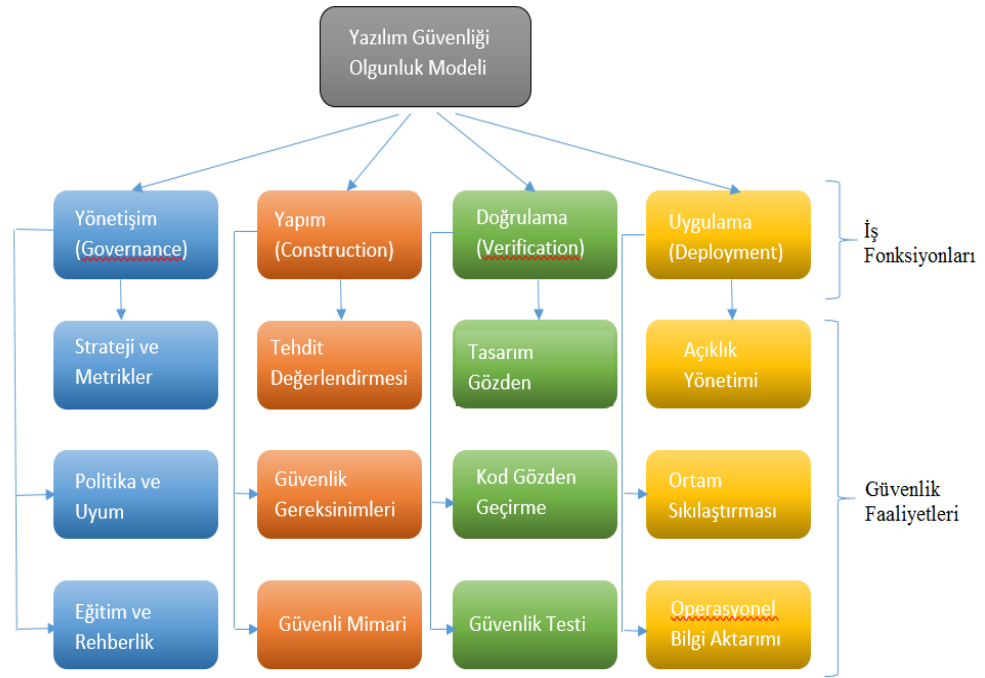 Yazılım Güvenliği
Olgunluk Modeli
Yönetişim
(Governance)
Yapım
(Construction)
Doğrulama
(Verification)
Uygulama
(Deployment)
İş
Fonksiyonları
Strateji ve
Metrikler
Tehdit
Değerlendirmesi
Tasarım
Gözden
Açıklık
Yönetimi
Politika ve
Uyum
Güvenlik
Gereksinimleri
Kod Gözden
Geçirme
Ortam
Sıkılaştırması
Güvenlik
Faaliyetleri
Eğitim ve
Rehberlik
Güvenli Mimari
Güvenlik Testi
Operasyonel
Bilgi Aktarımı